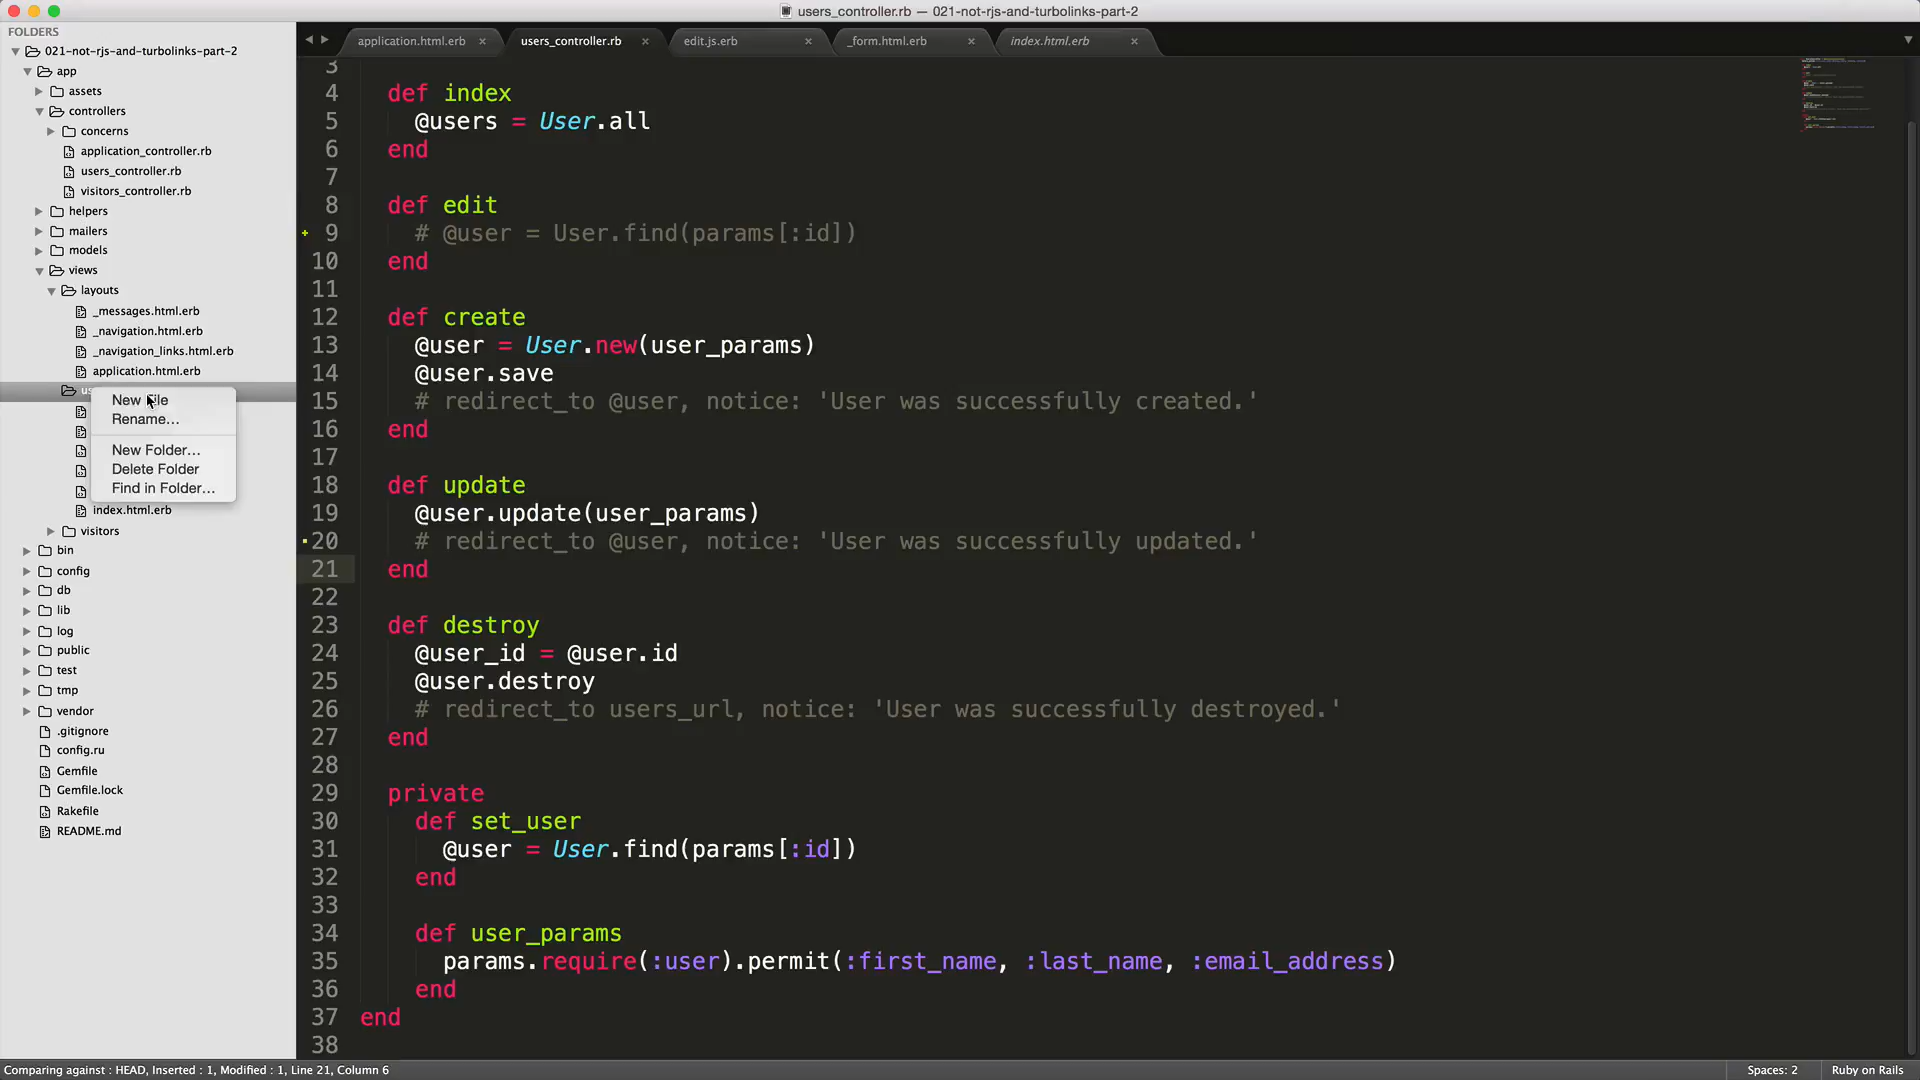 users_controller.rb — 021-not-rjs-and-turbolinks-part-2
FOLDERS
021-not-rjs-and-turbolinks-part-2
app
assets
controllers
concerns
application_controller.rb
users_controller.rb
visitors_controller.rb
helpers
mailers
models
views
layouts
_messages.html.erb
_navigation.html.erb
_navigation_links.html.erb
application.html.erb
New File
Rename...
New Folder...
Delete Folder
Find in Folder...
index.html.erb
visitors
bin
config
db
lib
log
public
test
tmp
vendor
.gitignore
config.ru
Gemfile
Gemfile.lock
Rakefile
README.md
application.html.erb × users_controller.rb × edit.js.erb × _form.html.erb × index.html.erb ×
3
4 def index
5 @users = User.all
6 end
7
8 def edit
9 # @user = User.find(params[:id])
10 end
11
12 def create
13 @user = User.new(user_params)
14 @user.save
15 # redirect_to @user, notice: 'User was successfully created.'
16 end
17
18 def update
19 @user.update(user_params)
20 # redirect_to @user, notice: 'User was successfully updated.'
21 end
22
23 def destroy
24 @user_id = @user.id
25 @user.destroy
26 # redirect_to users_url, notice: 'User was successfully destroyed.'
27 end
28
29 private
30 def set_user
31 @user = User.find(params[:id])
32 end
33
34 def user_params
35 params.require(:user).permit(:first_name, :last_name, :email_address)
36 end
37 end
38
Comparing against : HEAD, Inserted : 1, Modified : 1, Line 21, Column 6
Spaces: 2
Ruby on Rails